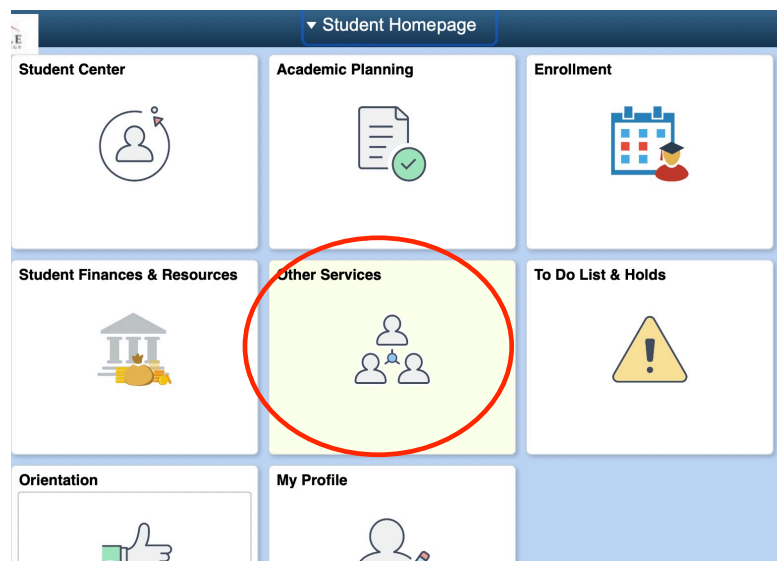 Student Homepage
Student Center
Academic Planning
Enrollment
Student Finances & Resources
Other Services
To Do List & Holds
Orientation
My Profile